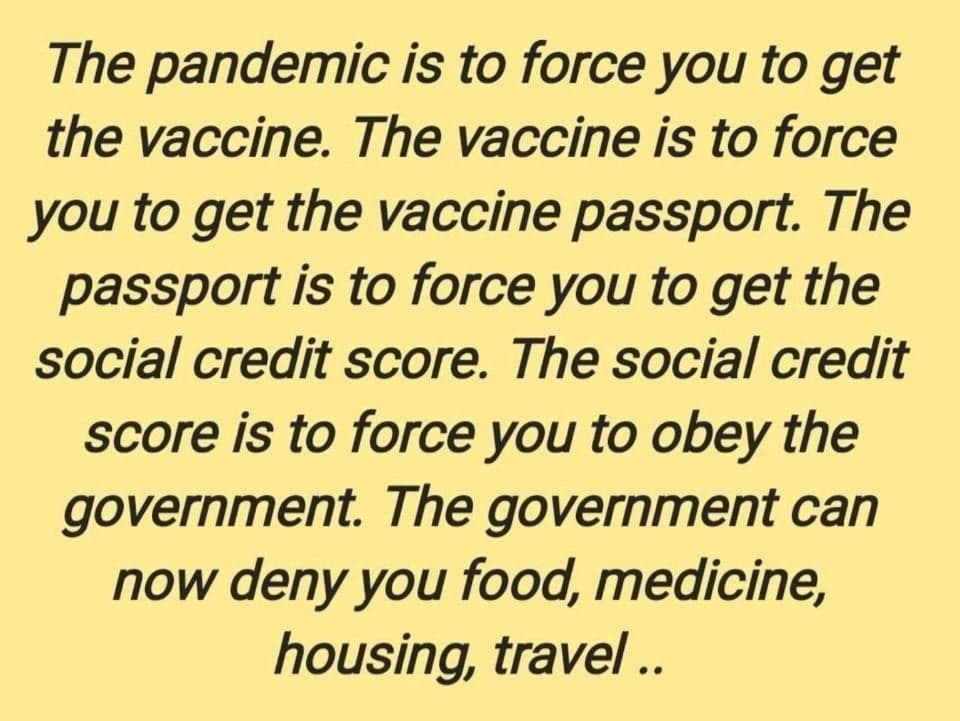 The pandemic is to force you to get
the vaccine. The vaccine is to force
you to get the vaccine passport. The
passport is to force you to get the
social credit score. The social credit
score is to force you to obey the
government. The government can
now deny you food, medicine,
housing, travel ..